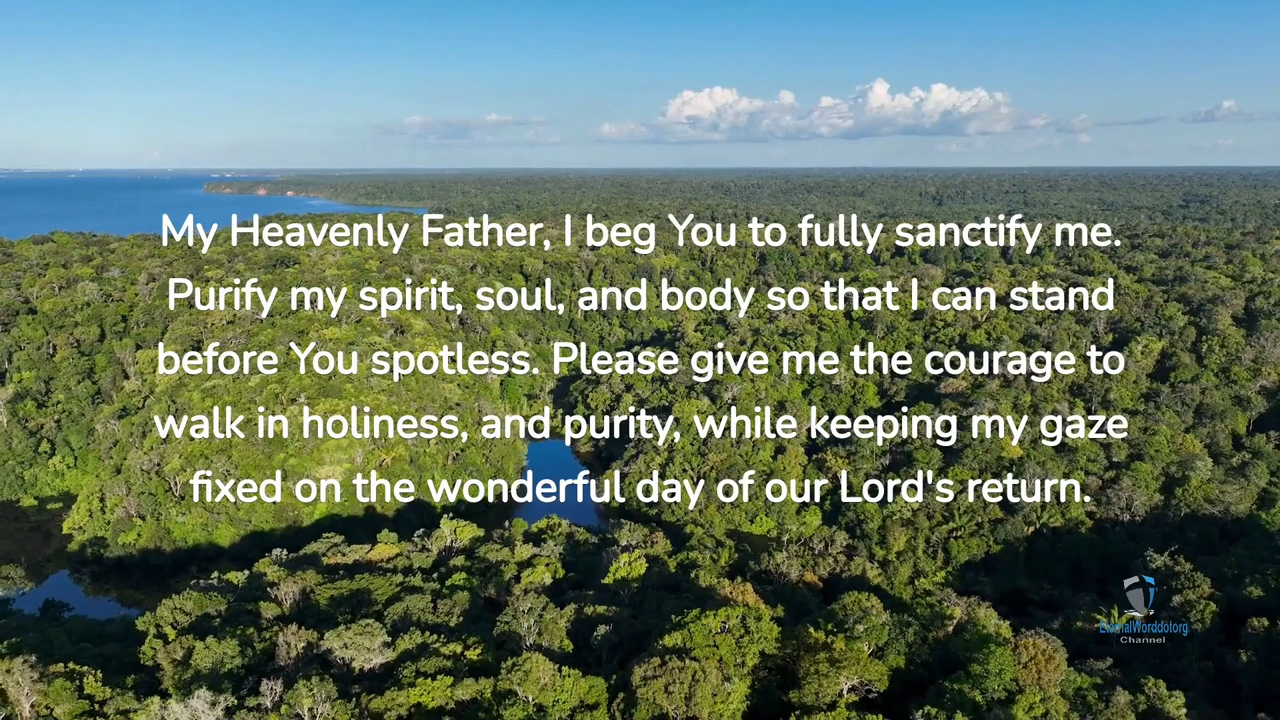 My Heavenly Father, I beg You to fully sanctify me.
Purify my spirit, soul, and body so that I can stand
before You spotless. Please give me the courage to
walk in holiness, and purity, while keeping my gaze
fixed on the wonderful day of our Lord's return.
EternalWorddotorg
Channel